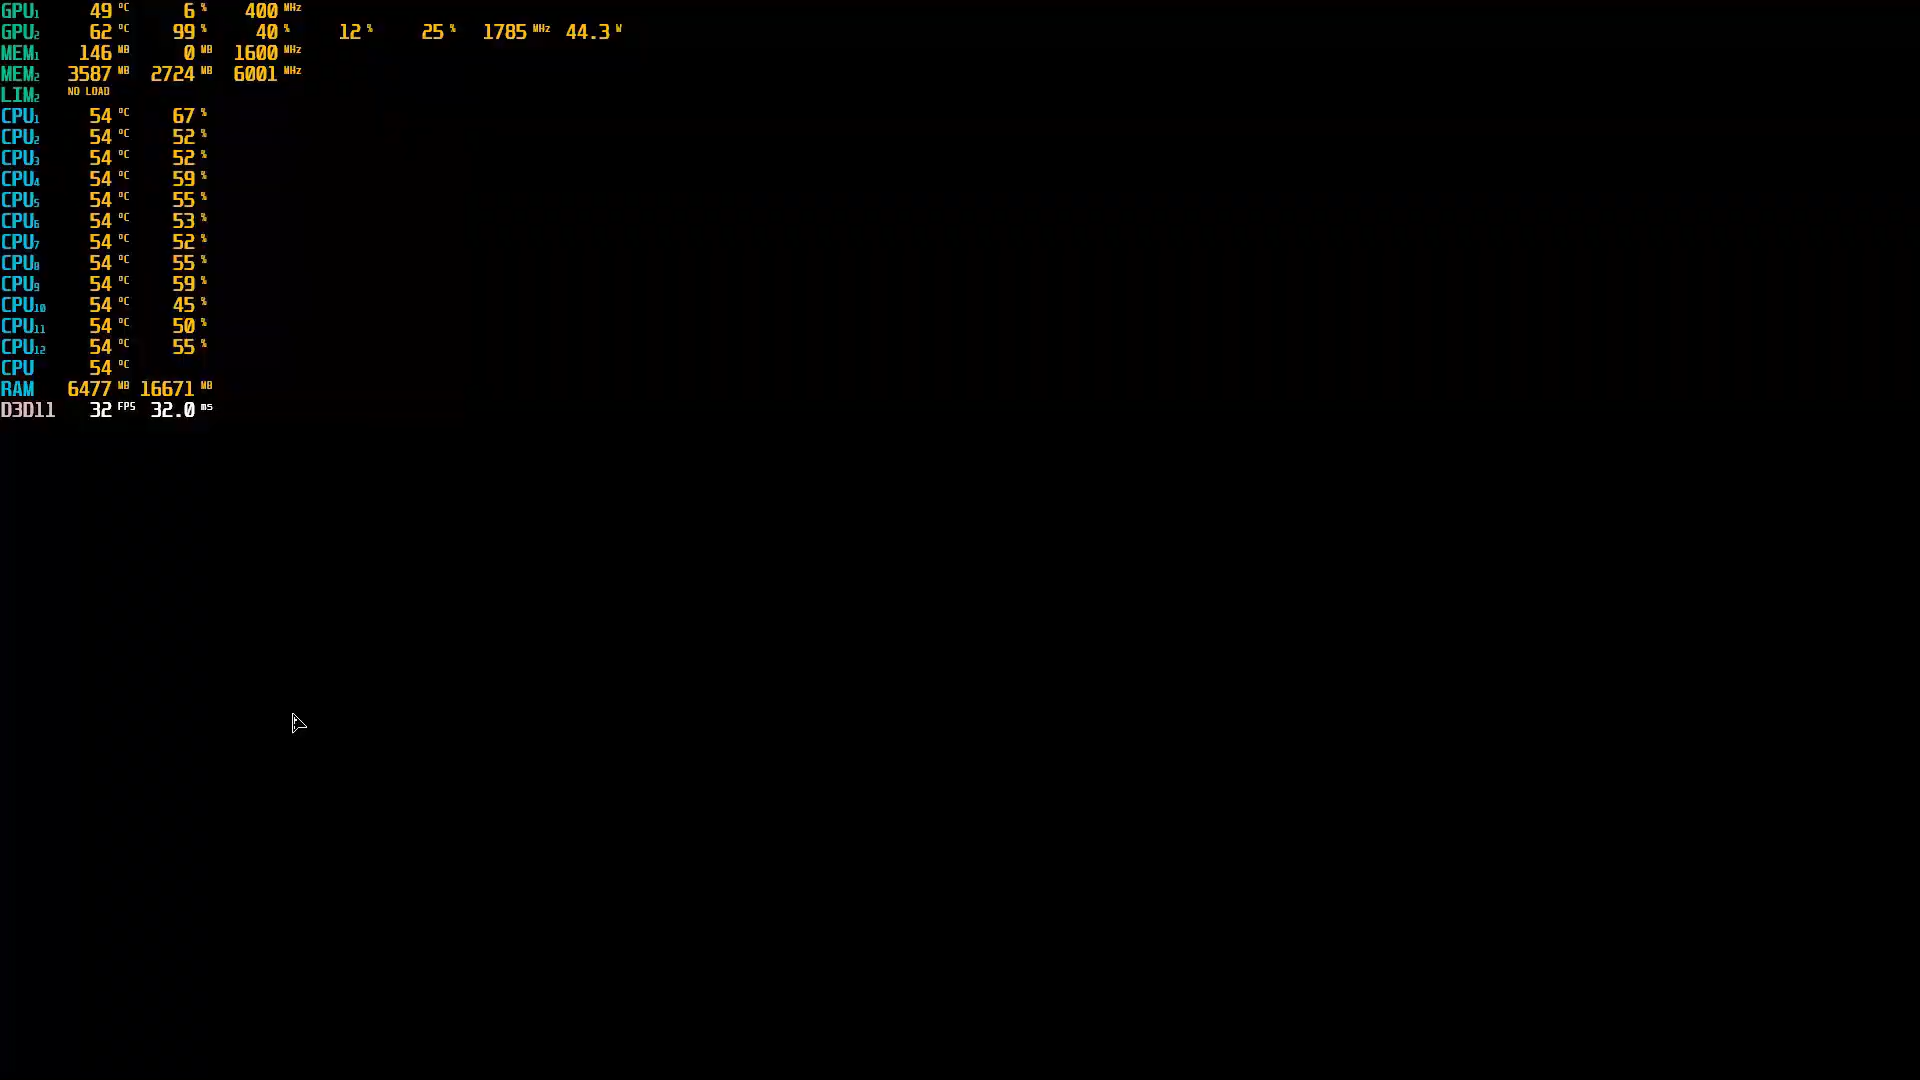 GPU1 49 °C 6 % 400 MHz
GPU2 62 °C 99 % 40 % 12 % 25 % 1785 MHz 44.3 W
MEM1 146 MB 0 MB 1600 MHz
MEM2 3587 MB 2724 MB 6001 MHz
LIM2 NO LOAD
CPU1 54 °C 67 %
CPU2 54 °C 52 %
CPU3 54 °C 52 %
CPU4 54 °C 59 %
CPU5 54 °C 55 %
CPU6 54 °C 53 %
CPU7 54 °C 52 %
CPU8 54 °C 55 %
CPU9 54 °C 59 %
CPU10 54 °C 45 %
CPU11 54 °C 50 %
CPU12 54 °C 55 %
CPU 54 °C
RAM 6477 MB 16671 MB
D3D11 32 FPS 32.0 ms